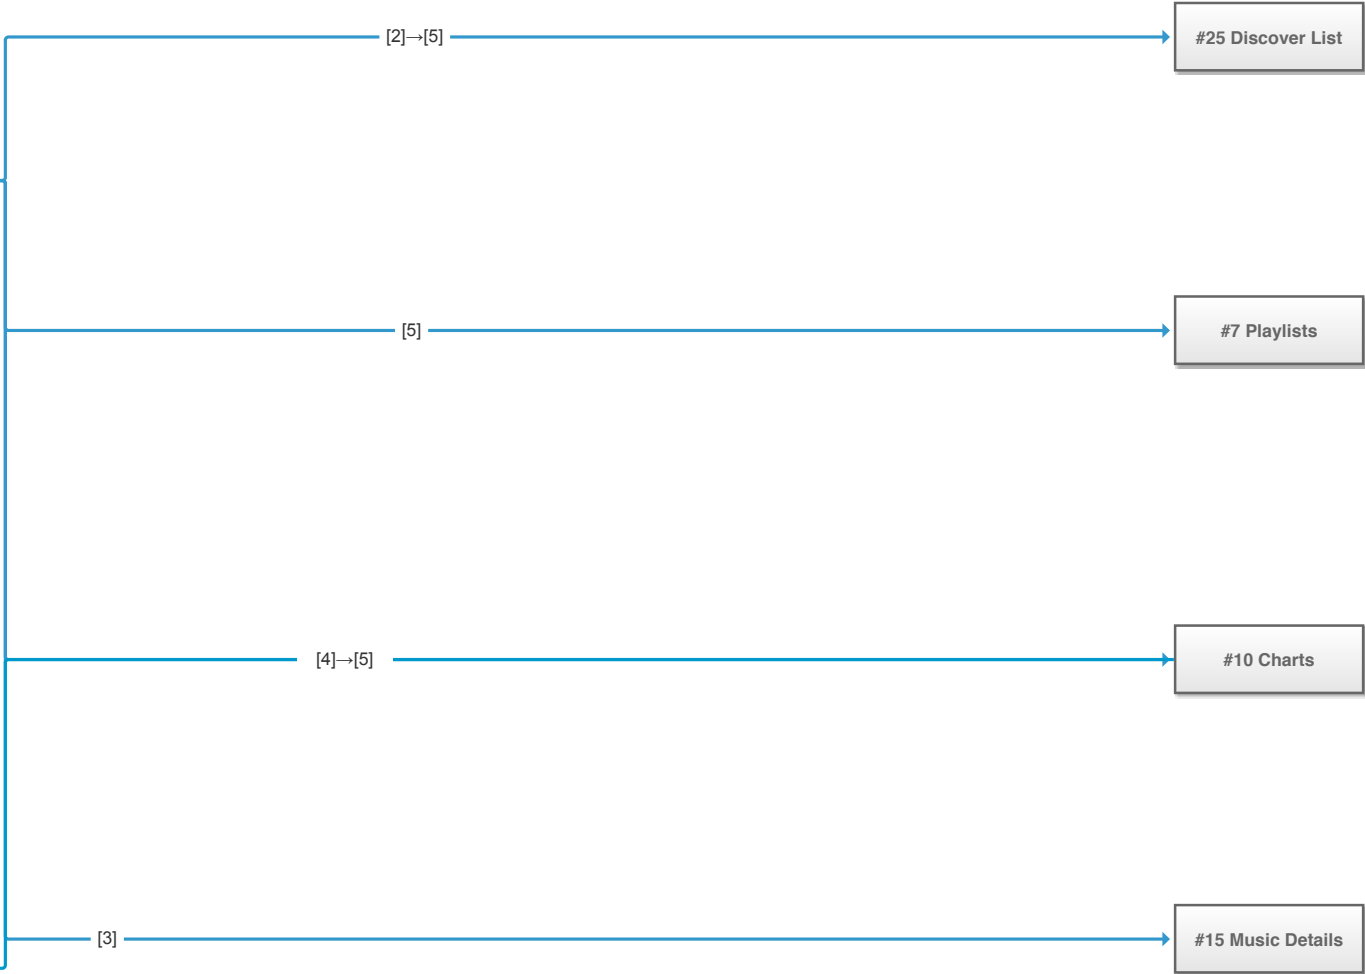 [2]→[5]
#25 Discover List
[5]
#7 Playlists
[4]→[5]
#10 Charts
[3]
#15 Music Details